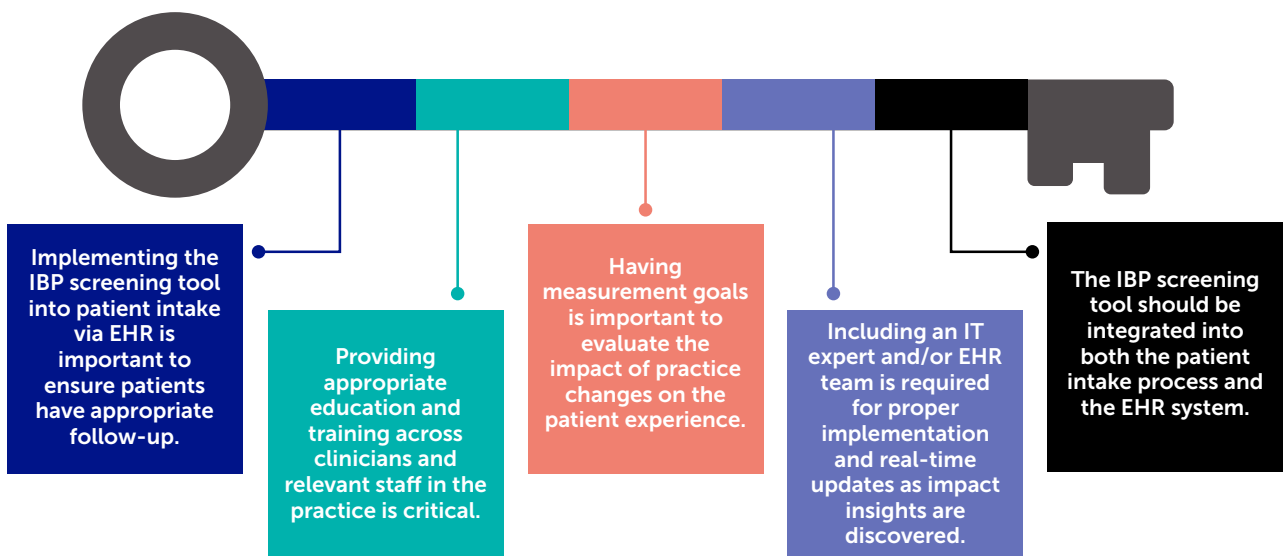 Implementing the
IBP screening tool
into patient intake
via EHR is
important to
ensure patients
have appropriate
follow-up.
Providing
appropriate
education and
training across
clinicians and
relevant staff in the
practice is critical.
Having
measurement goals
is important to
evaluate the
impact of practice
changes on the
patient experience.
Including an IT
expert and/or EHR
team is required
for proper
implementation
and real-time
updates as impact
insights are
discovered.
The IBP screening
tool should be
integrated into
both the patient
intake process and
the EHR system.